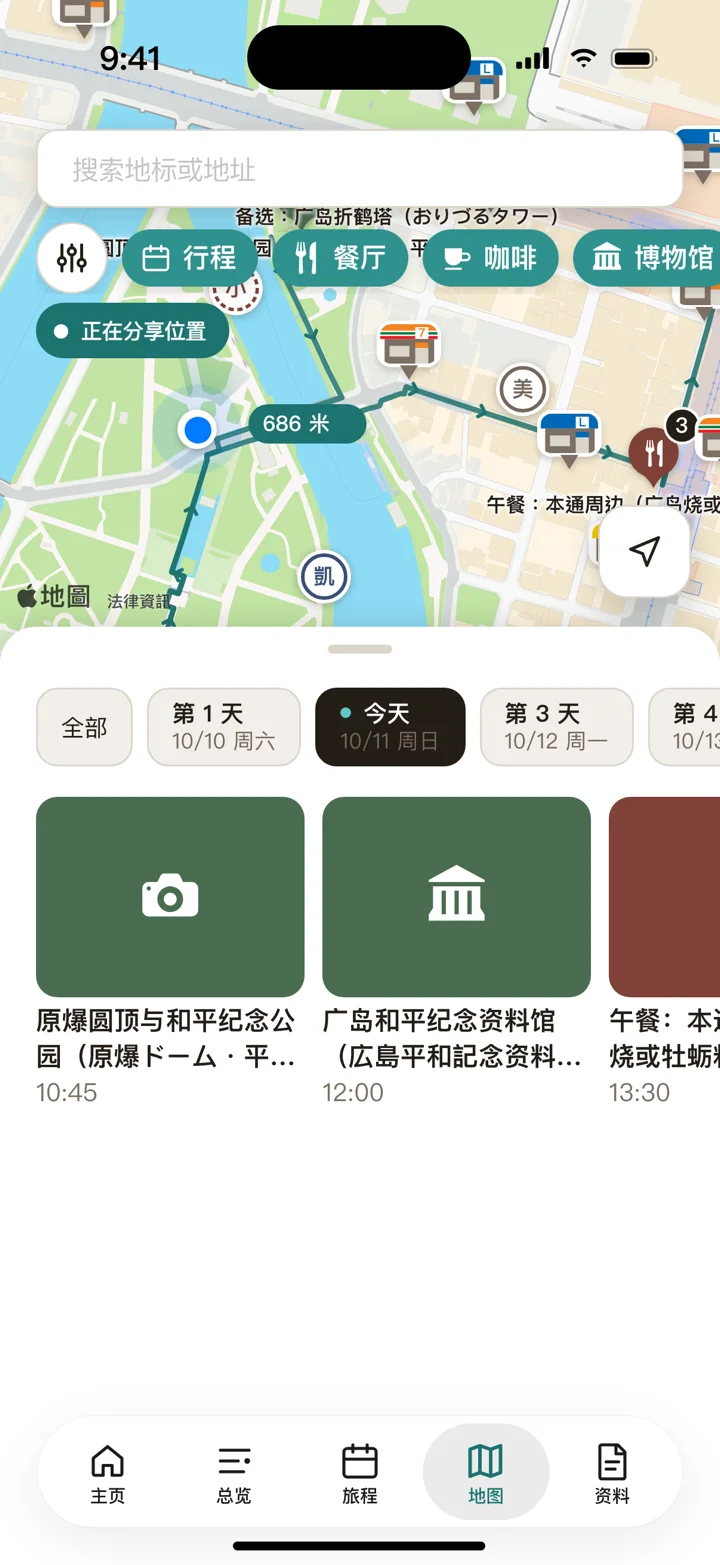 9:41
L
L
搜索地标或地址
备选：广岛折鹤塔（おりづるタワー）
行程
餐厅
咖啡
博物馆
正在分享位置
7
美
686 米
L
3
午餐：本通周边（广岛烧或
凱
地圖
法律資訊
全部
第 1 天
10/10 周六
今天
10/11 周日
第 3 天
10/12 周一
第 4
10/13
原爆圆顶与和平纪念公
园（原爆ドーム · 平…
10:45
广岛和平纪念资料馆
（広島平和記念资料…
12:00
午餐：本通
烧或牡蛎料
13:30
主页
总览
旅程
地图
资料